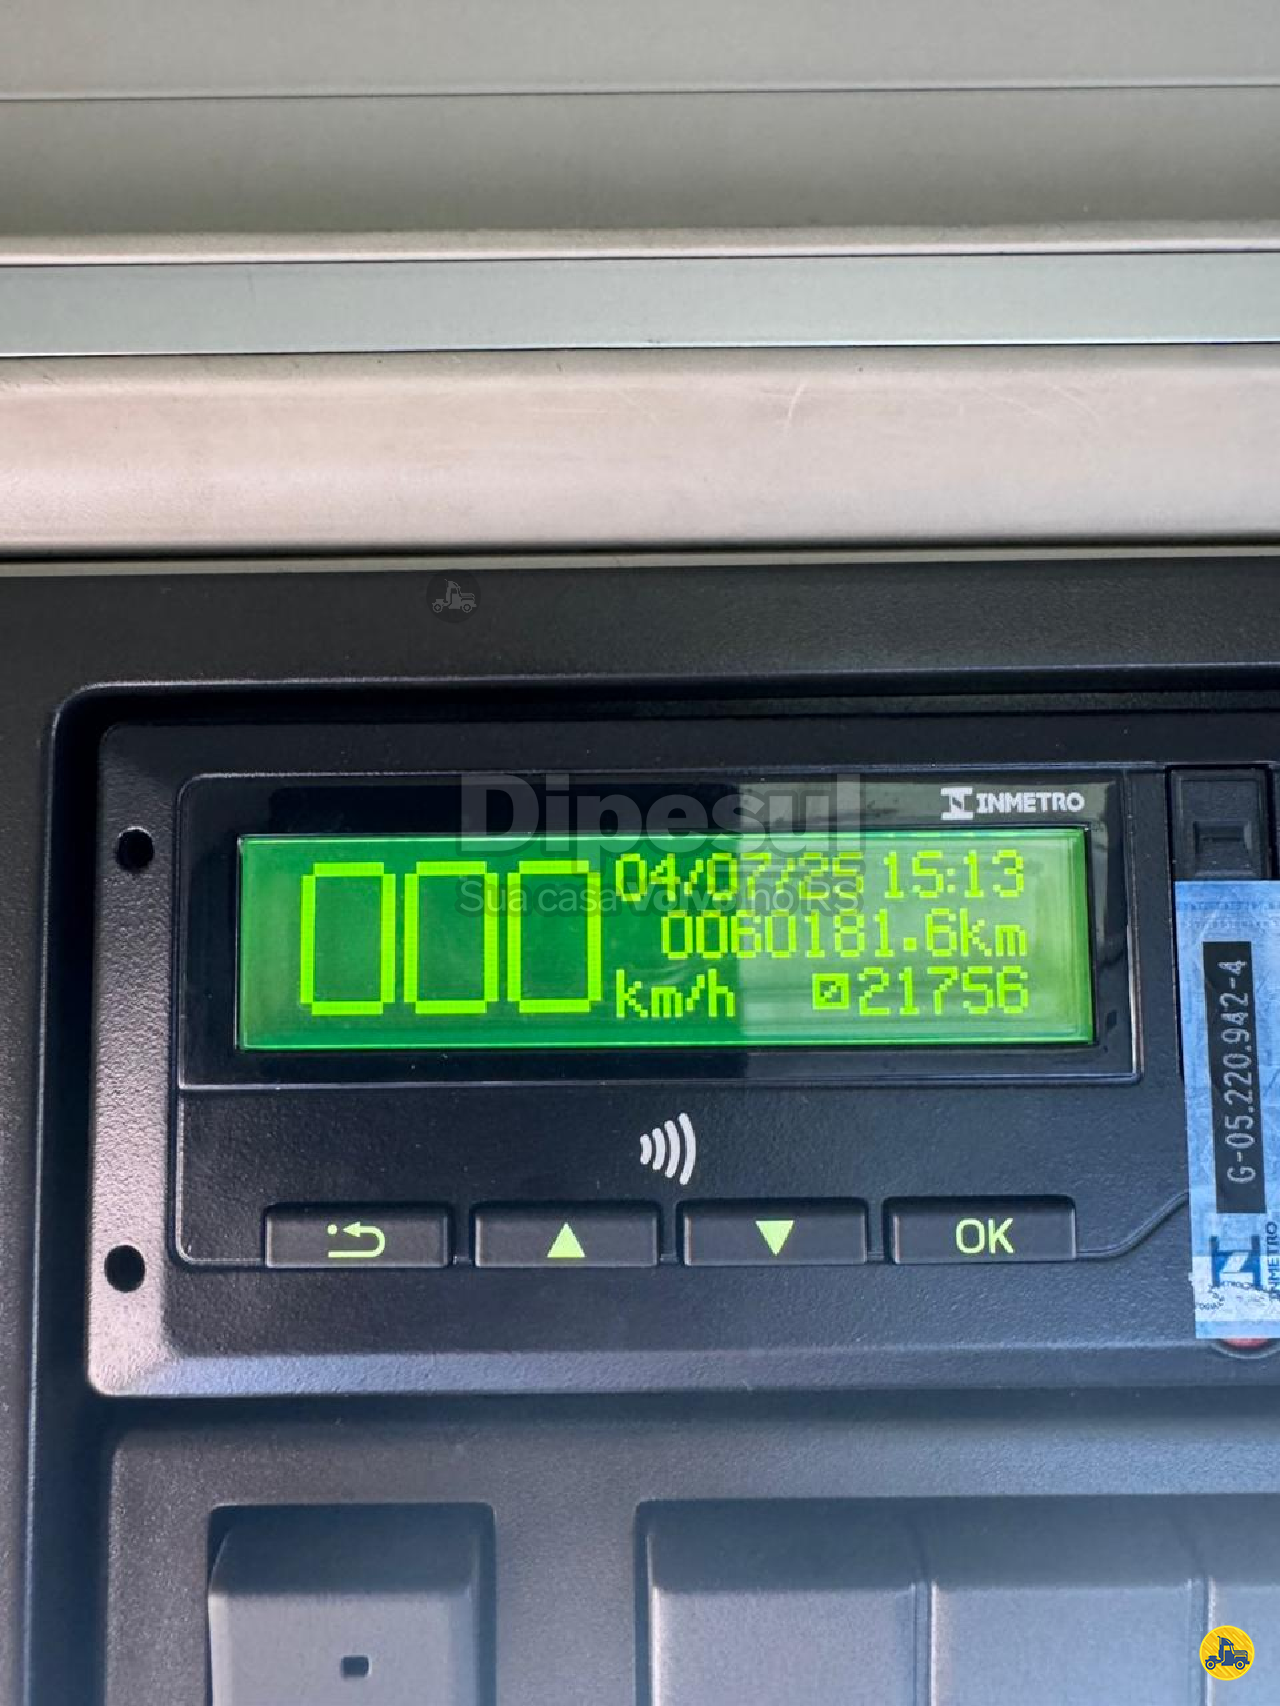 Dipesul
Sua casa Volvo no RS
INMETRO
000
04/07/25 15:13
0060181.6km
km/h 21756
OK
G-05.220.942-4
INMETRO